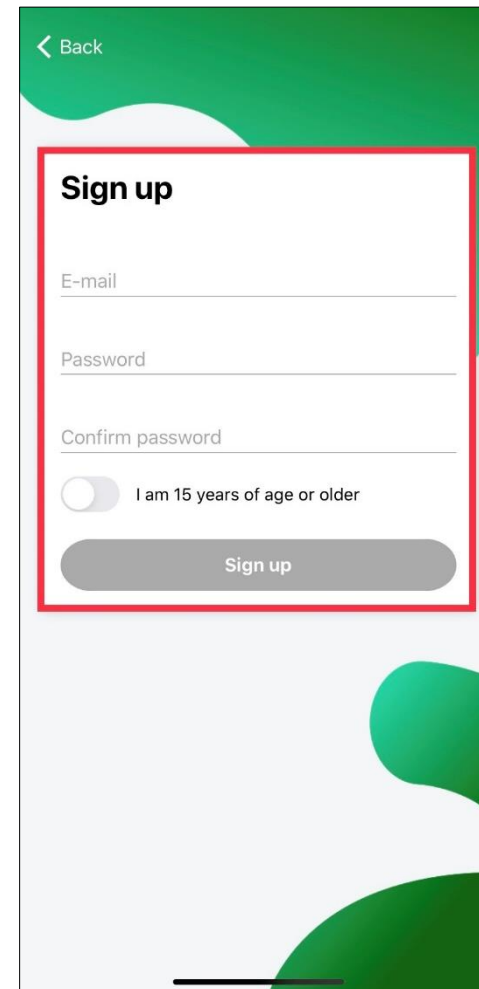 Back
Sign up
E-mail
Password
Confirm password
I am 15 years of age or older
Sign up